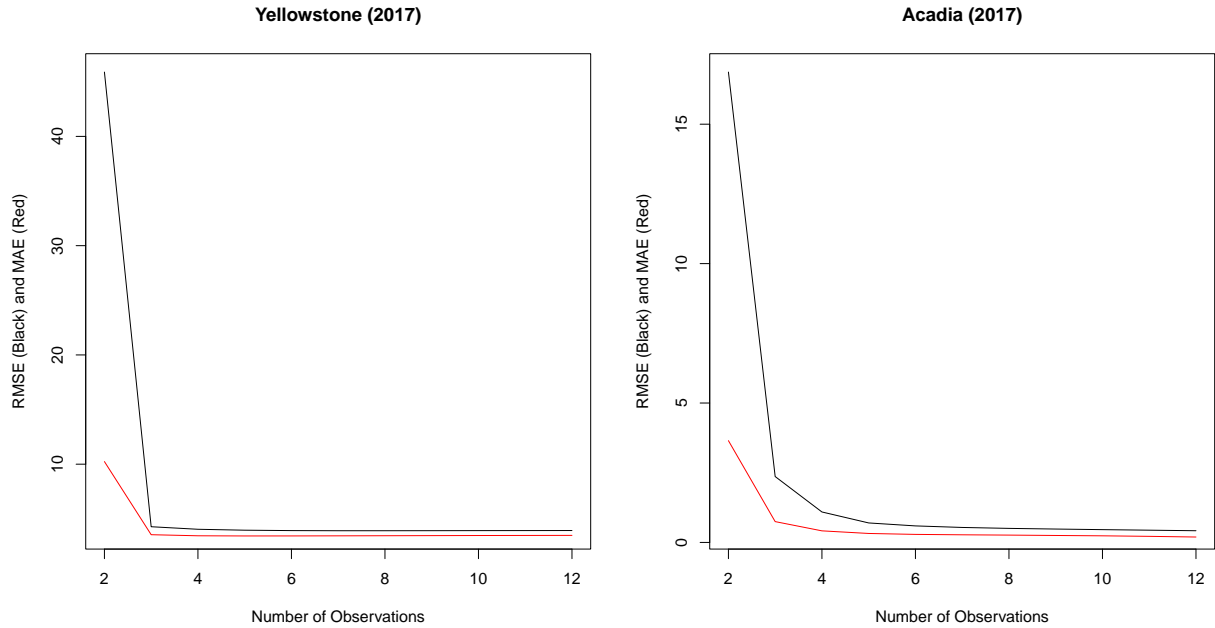 Yellowstone (2017)
RMSE (Black) and MAE (Red)
40
30
20
10
2 4 6 8 10 12
Number of Observations
Acadia (2017)
RMSE (Black) and MAE (Red)
15
10
5
0
2 4 6 8 10 12
Number of Observations